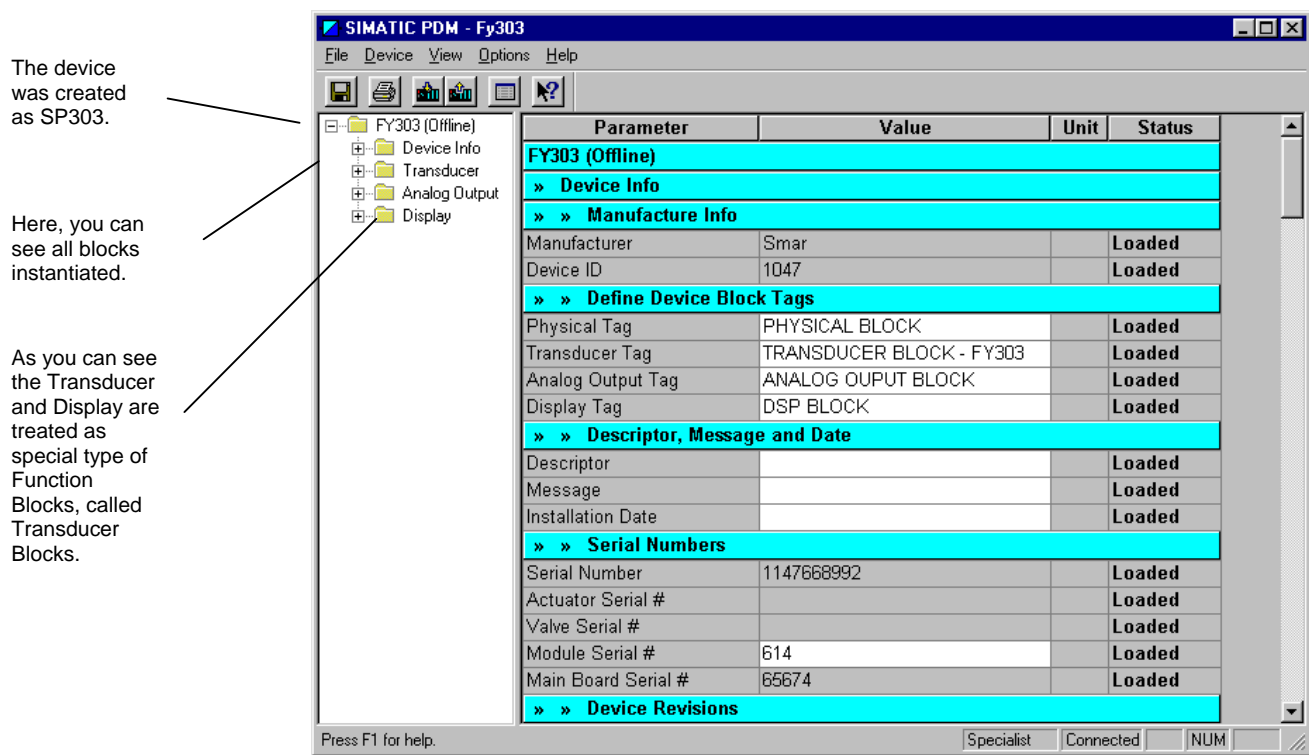 The device
was created
as SP303.
Here, you can
see all blocks
instantiated.
As you can see
the Transducer
and Display are
treated as
special type of
Function
Blocks, called
Transducer
Blocks.
SIMATIC PDM - Fy303
File Device View Options Help
FY303 (Offline)
Device Info
Transducer
Analog Output
Display
Parameter Value Unit Status
FY303 (Offline)
» Device Info
» » Manufacture Info
Manufacturer Smar Loaded
Device ID 1047 Loaded
» » Define Device Block Tags
Physical Tag PHYSICAL BLOCK Loaded
Transducer Tag TRANSDUCER BLOCK - FY303 Loaded
Analog Output Tag ANALOG OUPUT BLOCK Loaded
Display Tag DSP BLOCK Loaded
» » Descriptor, Message and Date
Descriptor Loaded
Message Loaded
Installation Date Loaded
» » Serial Numbers
Serial Number 1147668992 Loaded
Actuator Serial # Loaded
Valve Serial # Loaded
Module Serial # 614 Loaded
Main Board Serial # 65674 Loaded
» » Device Revisions
Press F1 for help. Specialist Connected NUM